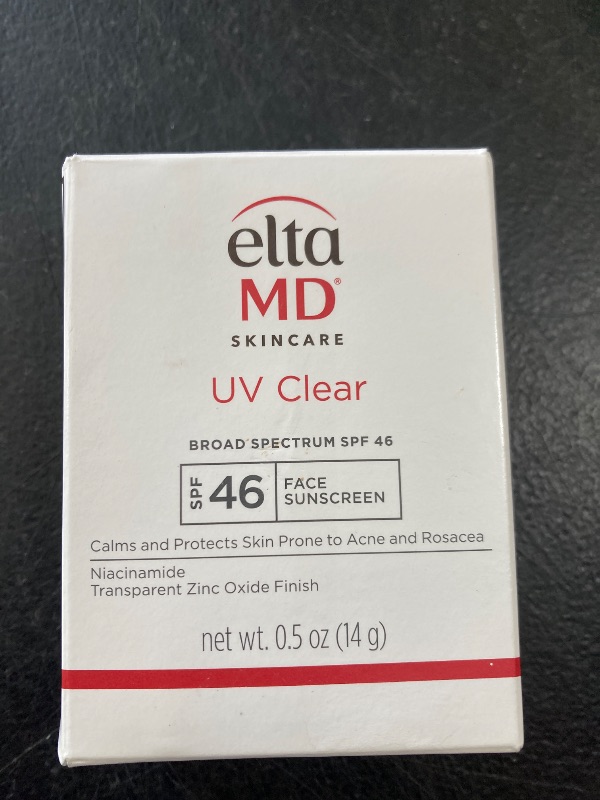 elta
MD®
SKINCARE
UV Clear
BROAD SPECTRUM SPF 46
SPF 46 FACE
SUNSCREEN
Calms and Protects Skin Prone to Acne and Rosacea
Niacinamide
Transparent Zinc Oxide Finish
net wt. 0.5 oz (14 g)